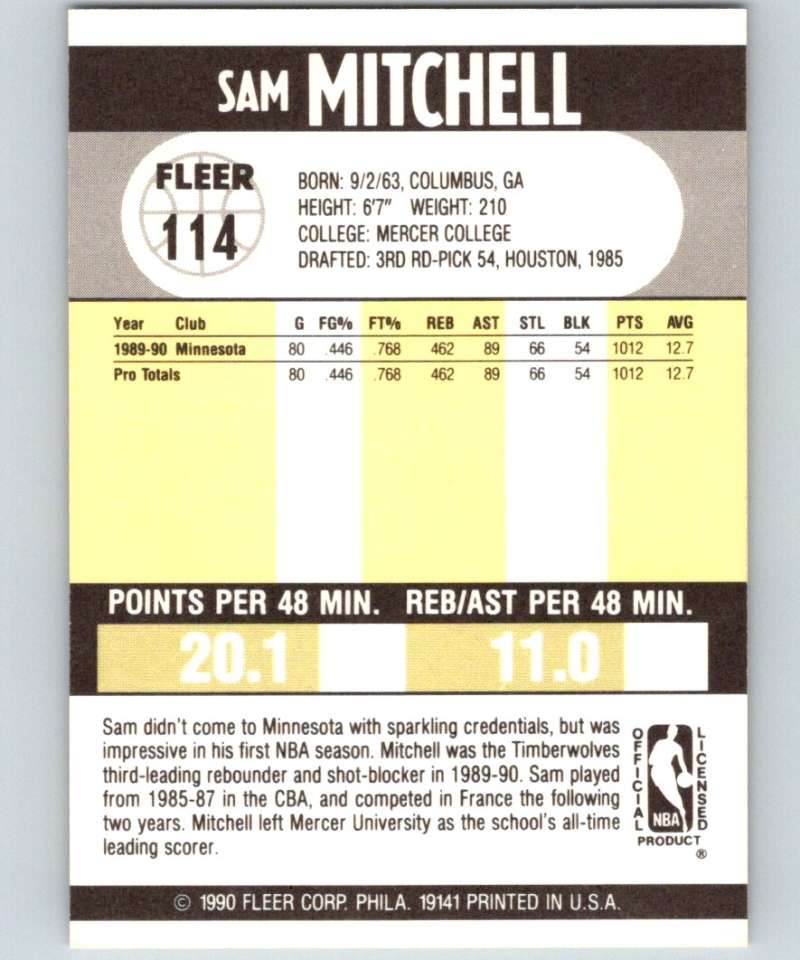 SAM MITCHELL
FLEER
114
BORN: 9/2/63, COLUMBUS, GA
HEIGHT: 6'7" WEIGHT: 210
COLLEGE: MERCER COLLEGE
DRAFTED: 3RD RD-PICK 54, HOUSTON, 1985
Year Club G FG% FT% REB AST STL BLK PTS AVG
1989-90 Minnesota 80 .446 .768 462 89 66 54 1012 12.7
Pro Totals 80 .446 .768 462 89 66 54 1012 12.7
POINTS PER 48 MIN. REB/AST PER 48 MIN.
20.1 11.0
Sam didn't come to Minnesota with sparkling credentials, but was
impressive in his first NBA season. Mitchell was the Timberwolves
third-leading rebounder and shot-blocker in 1989-90. Sam played
from 1985-87 in the CBA, and competed in France the following
two years. Mitchell left Mercer University as the school's all-time
leading scorer.
OFFICIAL
NBA
LICENSED
PRODUCT
®
© 1990 FLEER CORP. PHILA. 19141 PRINTED IN U.S.A.